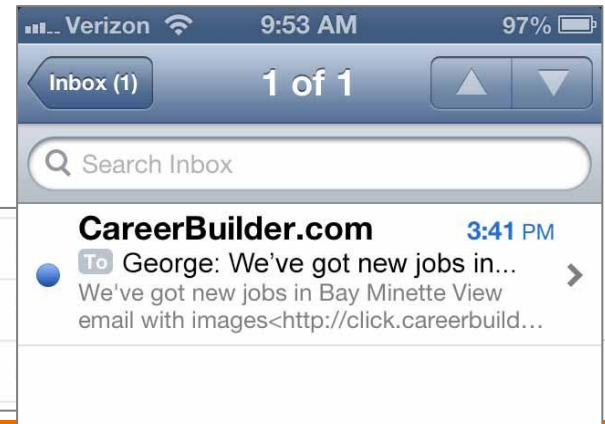 Verizon 9:53 AM 97%
Inbox (1) 1 of 1
Search Inbox
CareerBuilder.com 3:41 PM
To George: We've got new jobs in...
We've got new jobs in Bay Minette View
email with images<http://click.careerbuild...